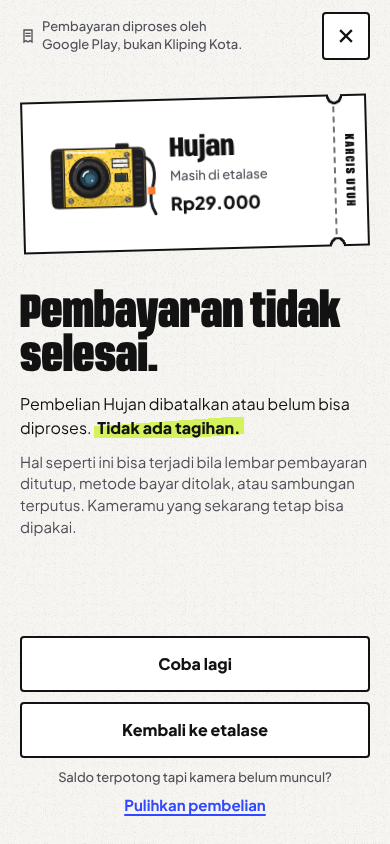 Pembayaran diproses oleh
Google Play, bukan Kliping Kota.
Hujan
Masih di etalase
Rp29.000
KARCIS UTUH
Pembayaran tidak
selesai.
Pembelian Hujan dibatalkan atau belum bisa
diproses. Tidak ada tagihan.
Hal seperti ini bisa terjadi bila lembar pembayaran
ditutup, metode bayar ditolak, atau sambungan
terputus. Kameramu yang sekarang tetap bisa
dipakai.
Coba lagi
Kembali ke etalase
Saldo terpotong tapi kamera belum muncul?
Pulihkan pembelian